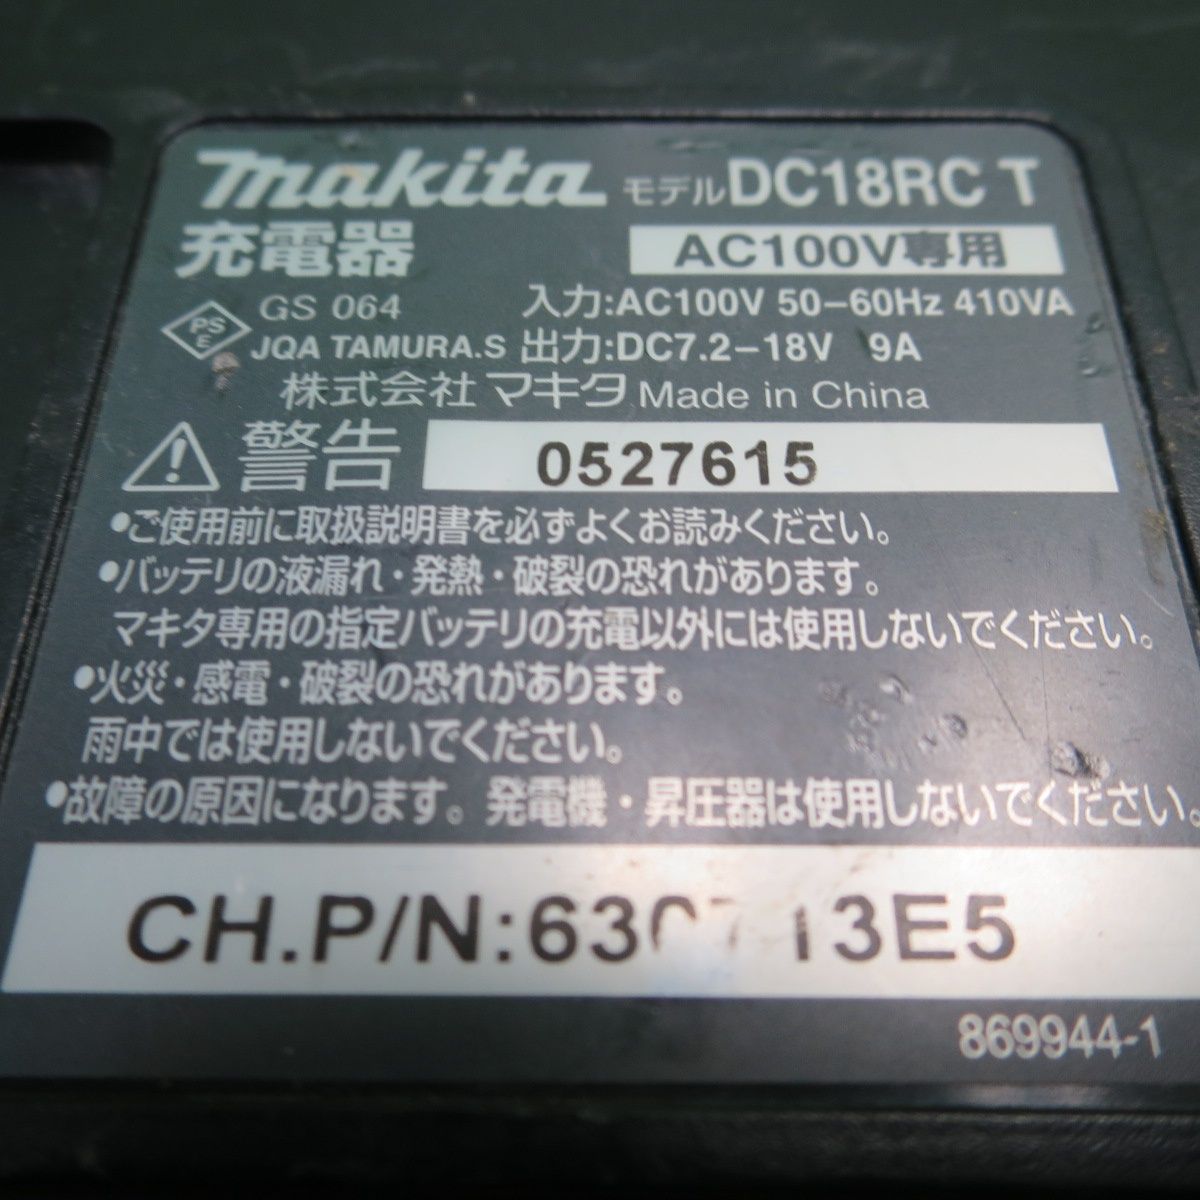 makita モデル DC18RC T
充電器 AC100V専用
PS E GS 064 入力:AC100V 50-60Hz 410VA
JQA TAMURA.S 出力:DC7.2-18V 9A
株式会社 マキタ Made in China
警告 0527615
•ご使用前に取扱説明書を必ずよくお読みください。
•バッテリの液漏れ・発熱・破裂の恐れがあります。
マキタ専用の指定バッテリの充電以外には使用しないでください。
•火災・感電・破裂の恐れがあります。
雨中では使用しないでください。
•故障の原因になります。発電機・昇圧器は使用しないでください。
CH.P/N:
869944-1